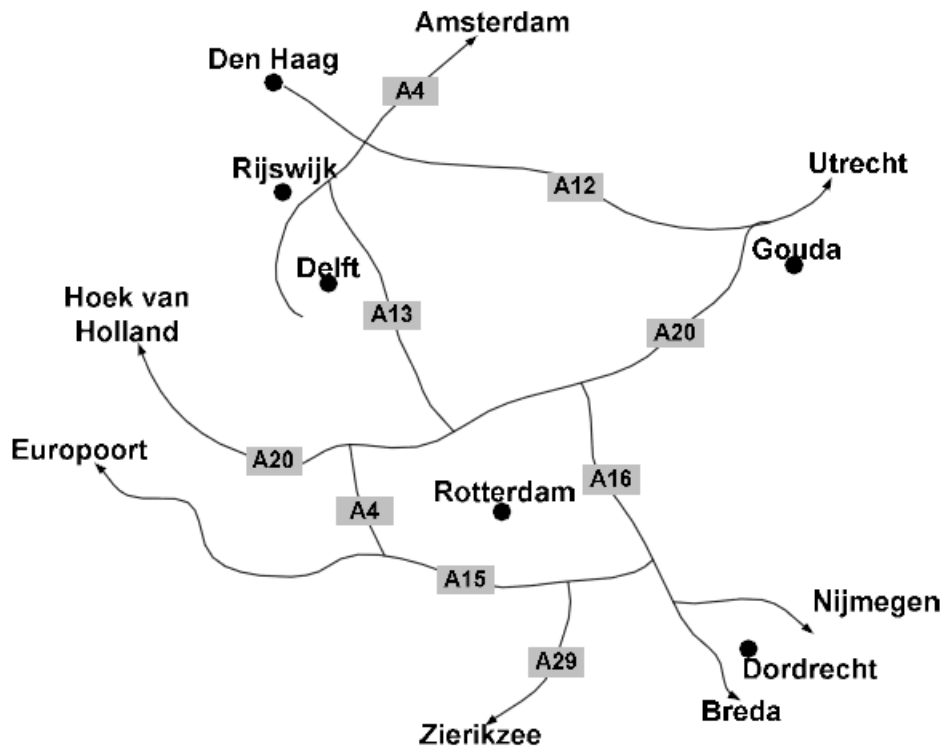 Amsterdam
Den Haag
A4
Rijswijk
Utrecht
A12
Gouda
Delft
Hoek van
Holland
A13
A20
Europoort
A20
A16
Rotterdam
A4
A15
Nijmegen
A29
Dordrecht
Breda
Zierikzee